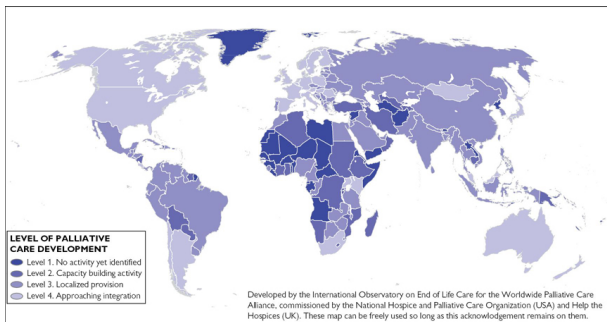 LEVEL OF PALLIATIVE
CARE DEVELOPMENT
Level 1. No activity yet identified
Level 2. Capacity building activity
Level 3. Localized provision
Level 4. Approaching integration
Developed by the International Observatory on End of Life Care for the Worldwide Palliative Care
Alliance, commissioned by the National Hospice and Palliative Care Organization (USA) and Help the
Hospices (UK). These map can be freely used so long as this acknowledgement remains on them.